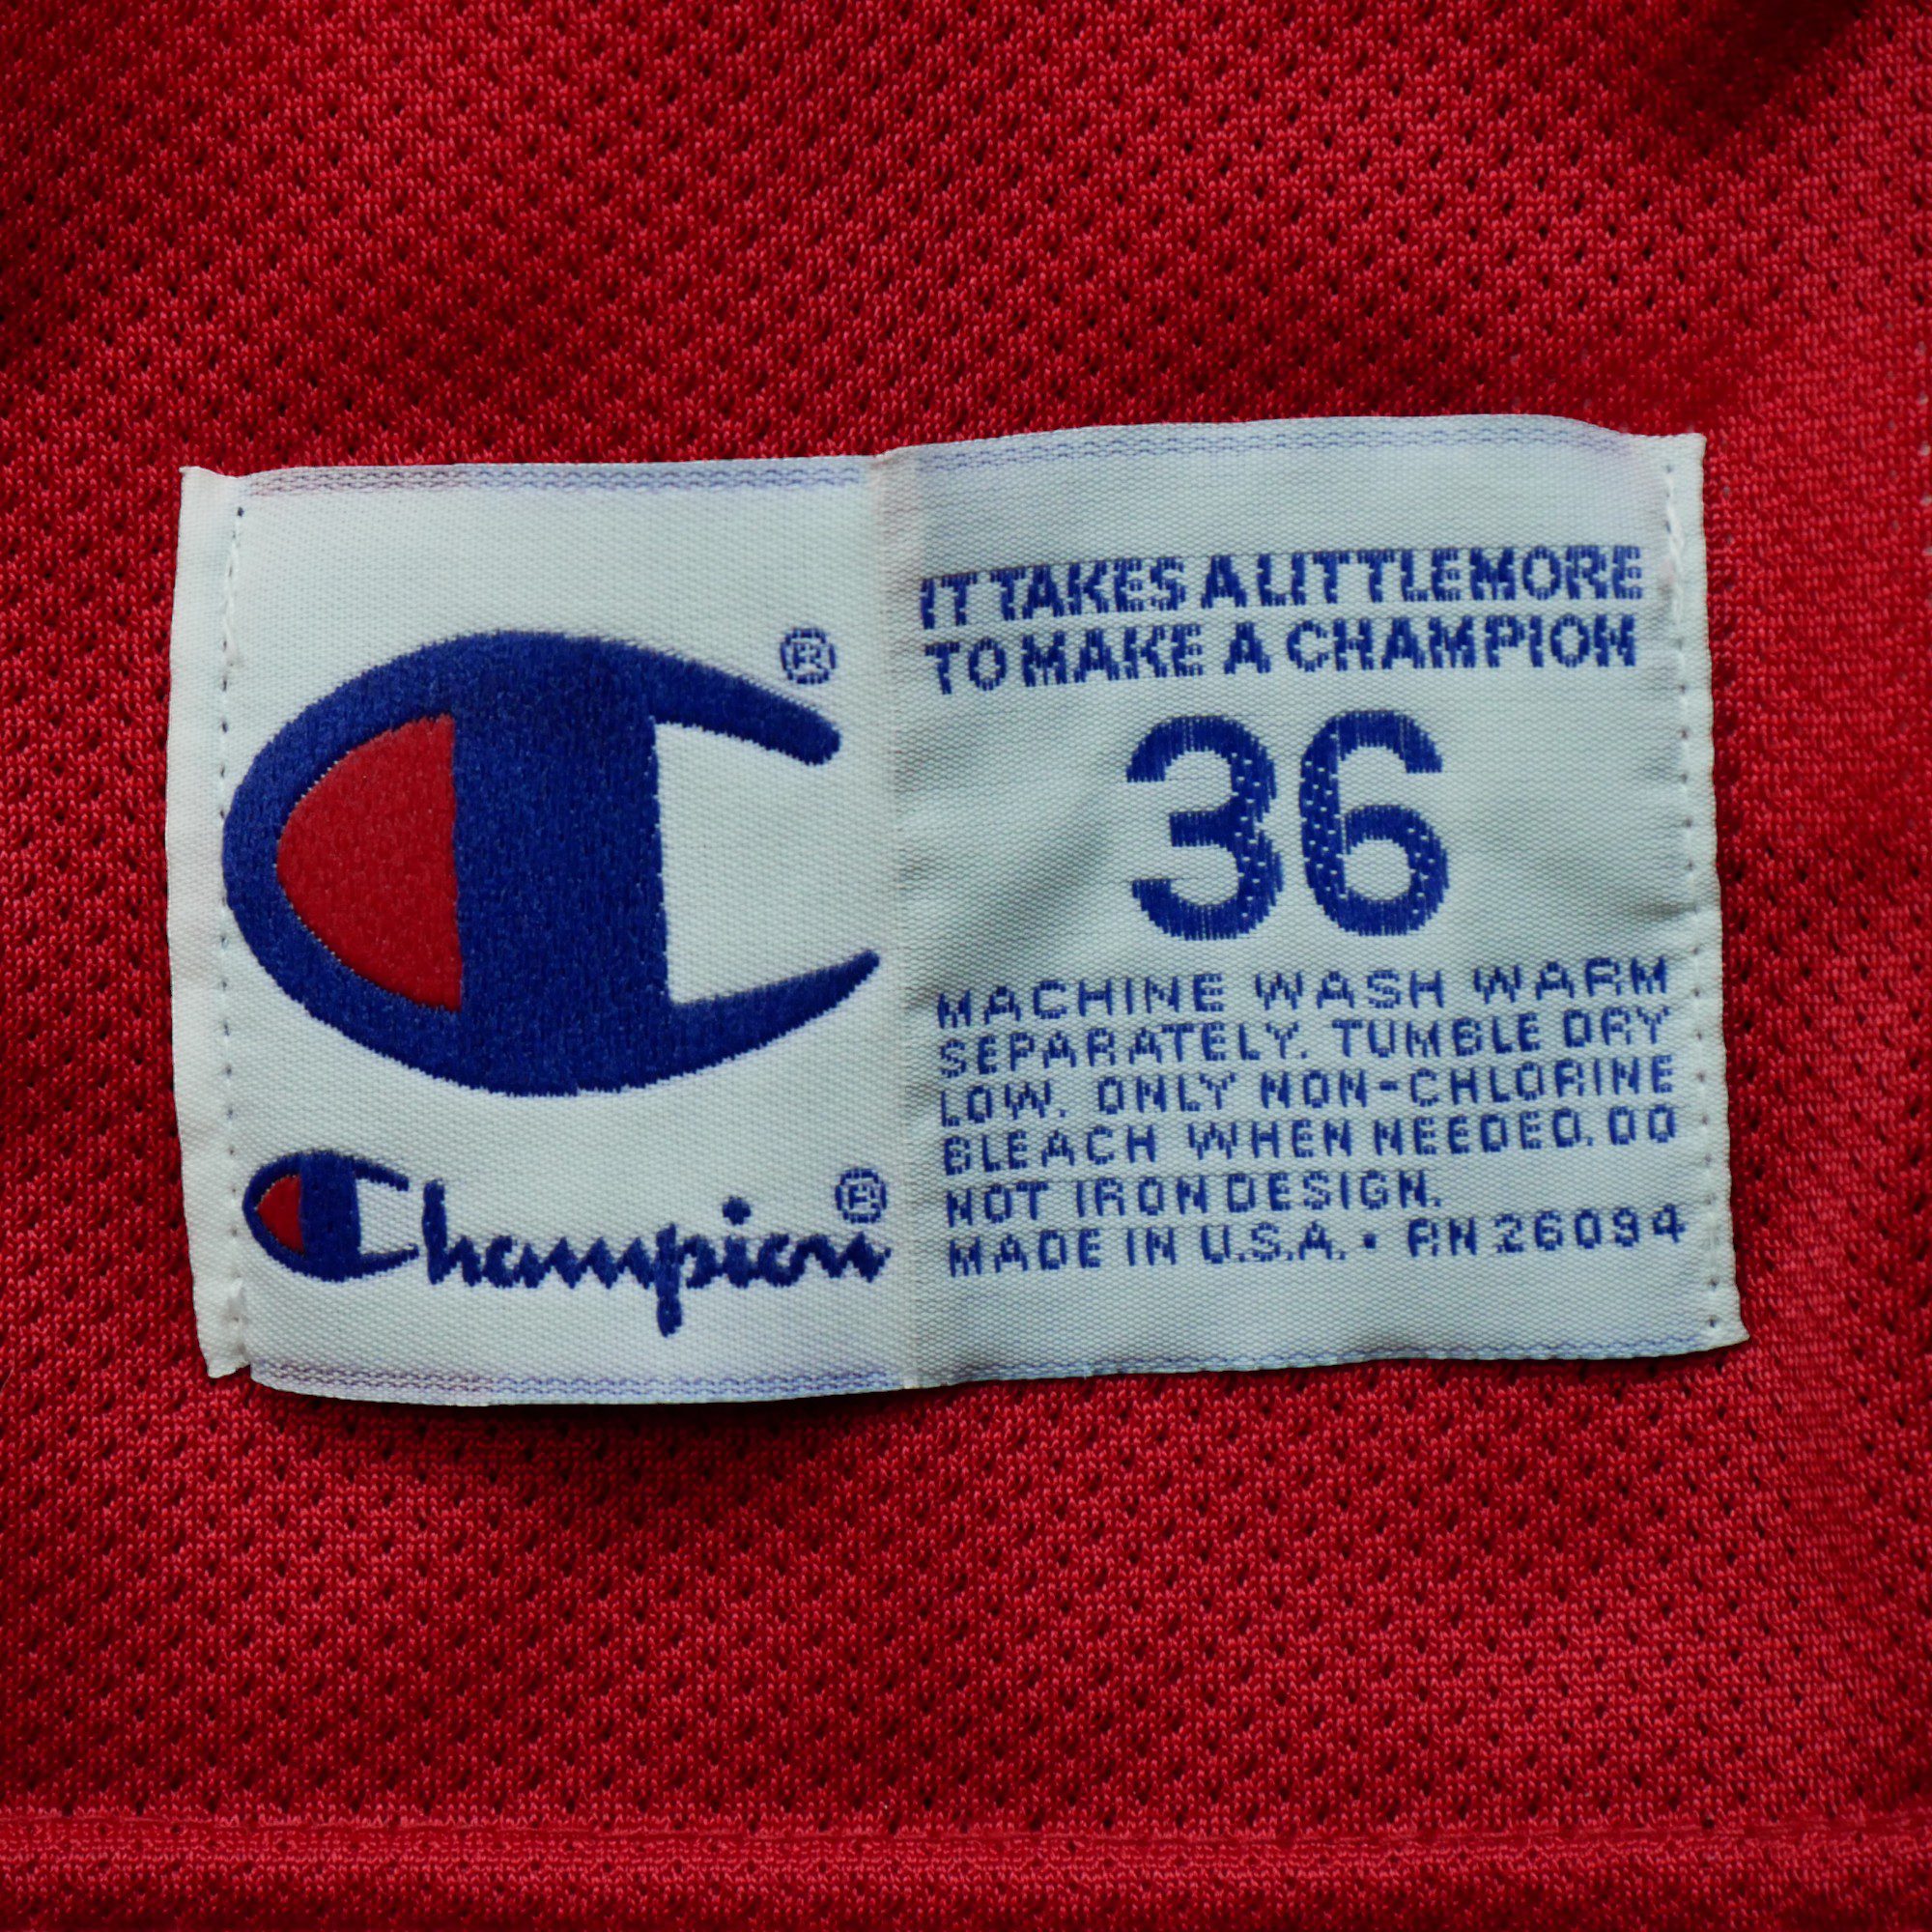 ®
Champion®
IT TAKES A LITTLE MORE
TO MAKE A CHAMPION
36
MACHINE WASH WARM
SEPARATELY. TUMBLE DRY
LOW. ONLY NON-CHLORINE
BLEACH WHEN NEEDED. DO
NOT IRON DESIGN.
MADE IN U.S.A. • RN 26094